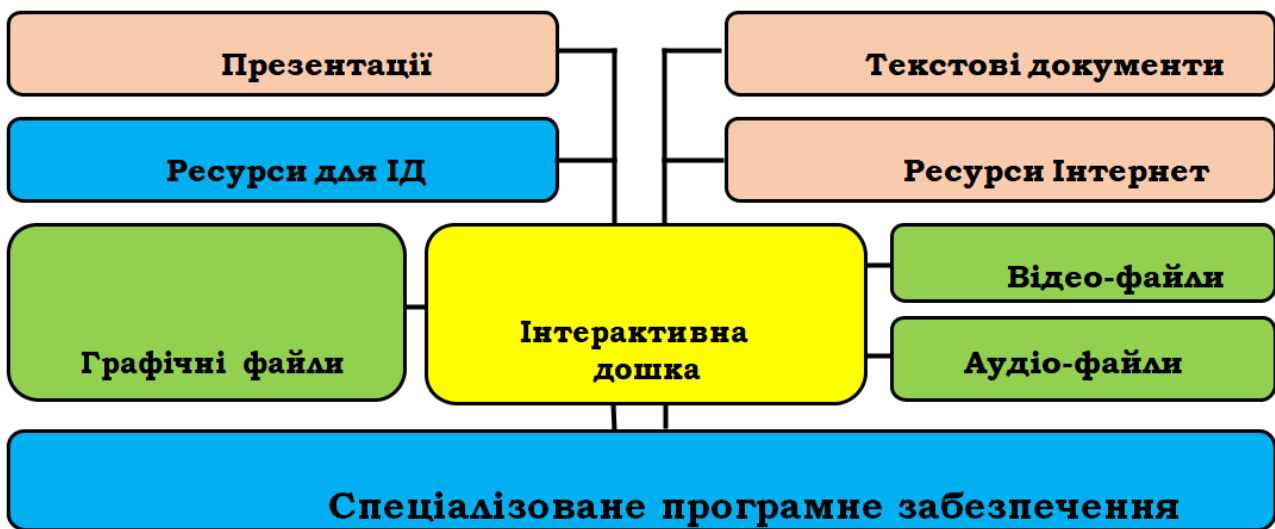 Презентації
Текстові документи
Ресурси для ІД
Ресурси Інтернет
Графічні файли
Інтерактивна
дошка
Відео-файли
Аудіо-файли
Спеціалізоване програмне забезпечення